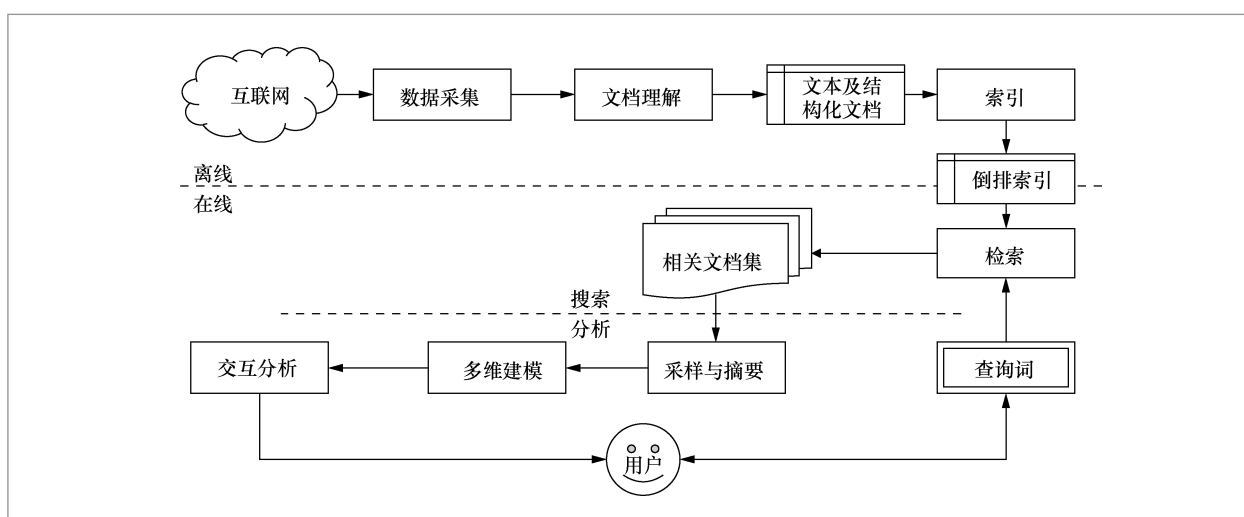 互联网
数据采集
文档理解
文本及结
构化文档
索引
离线
倒排索引
在线
相关文档集
检索
搜索
分析
交互分析
多维建模
采样与摘要
查询词
用户